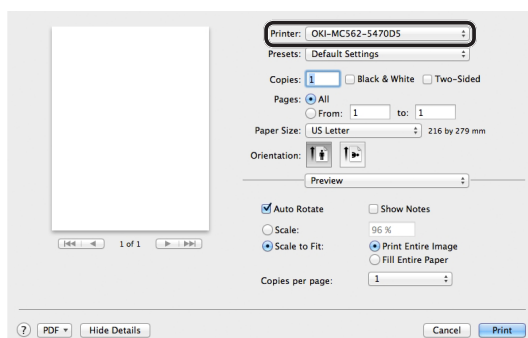 Printer: OKI-MC562-5470D5
Presets: Default Settings
Copies: 1 Black & White Two-Sided
Pages: All
From: 1 to: 1
Paper Size: US Letter 216 by 279 mm
Orientation:
Preview
Auto Rotate Show Notes
Scale: 96 %
Scale to Fit: Print Entire Image
Fill Entire Paper
Copies per page: 1
1 of 1
? PDF Hide Details Cancel Print